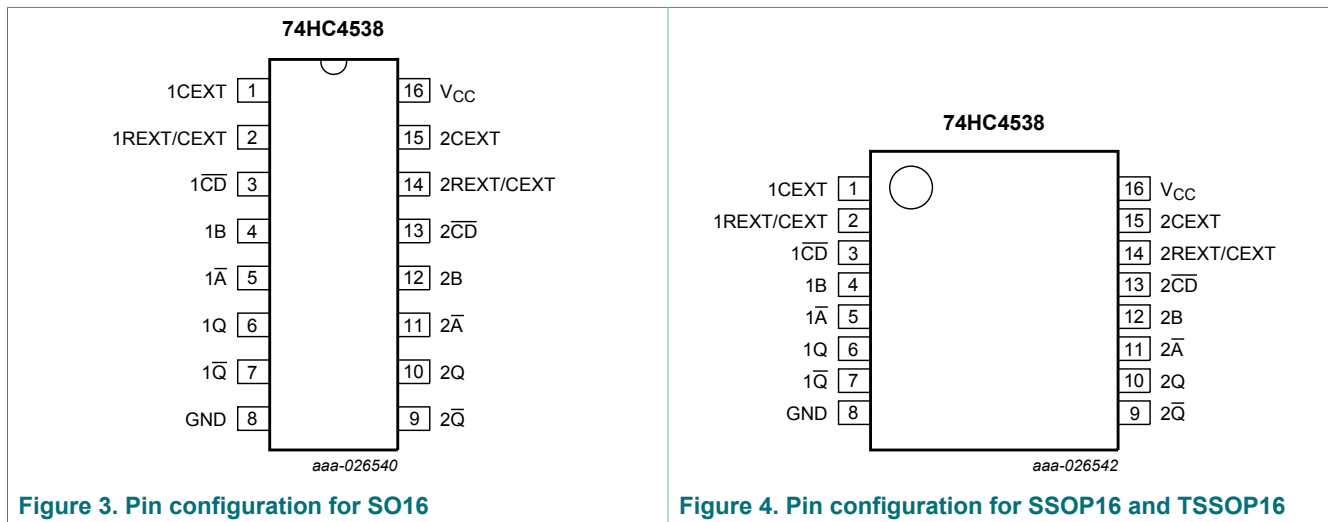 74HC4538
1CEXT 1 16 VCC
1REXT/CEXT 2 15 2CEXT
1C̅D̅ 3 14 2REXT/CEXT
1B 4 13 2C̅D̅
1A̅ 5 12 2B
1Q 6 11 2A̅
1Q̅ 7 10 2Q
GND 8 9 2Q̅
aaa-026540
Figure 3. Pin configuration for SO16
74HC4538
1CEXT 1 16 VCC
1REXT/CEXT 2 15 2CEXT
1C̅D̅ 3 14 2REXT/CEXT
1B 4 13 2C̅D̅
1A̅ 5 12 2B
1Q 6 11 2A̅
1Q̅ 7 10 2Q
GND 8 9 2Q̅
aaa-026542
Figure 4. Pin configuration for SSOP16 and TSSOP16